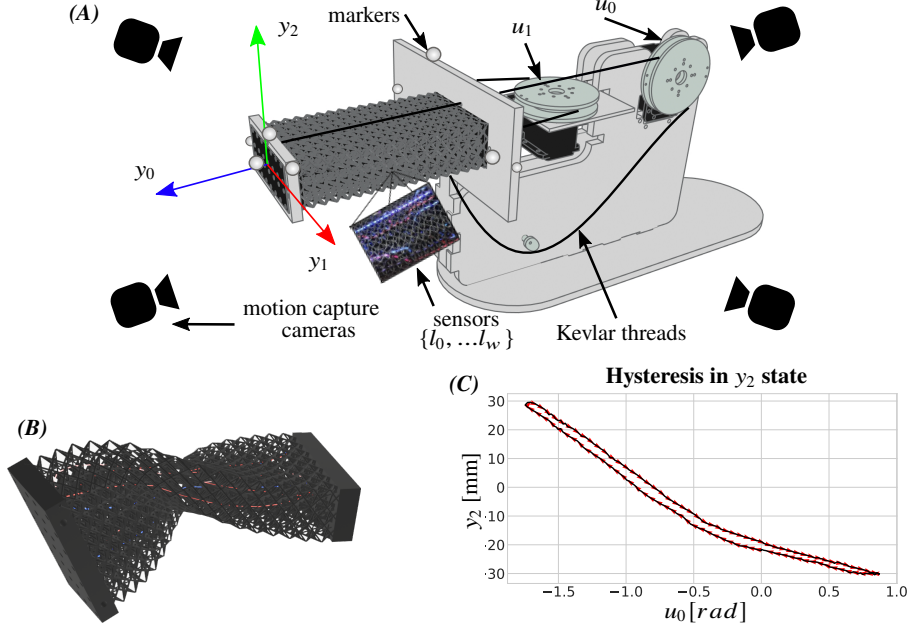 (A)
y₂
markers
u₁
u₀
y₀
y₁
motion capture
cameras
sensors
{l₀, ...l_w}
Kevlar threads
(B)
(C)
Hysteresis in y₂ state
y₂ [mm]
30
20
10
0
-10
-20
-30
-1.5
-1.0
-0.5
0.0
0.5
1.0
u₀[rad]